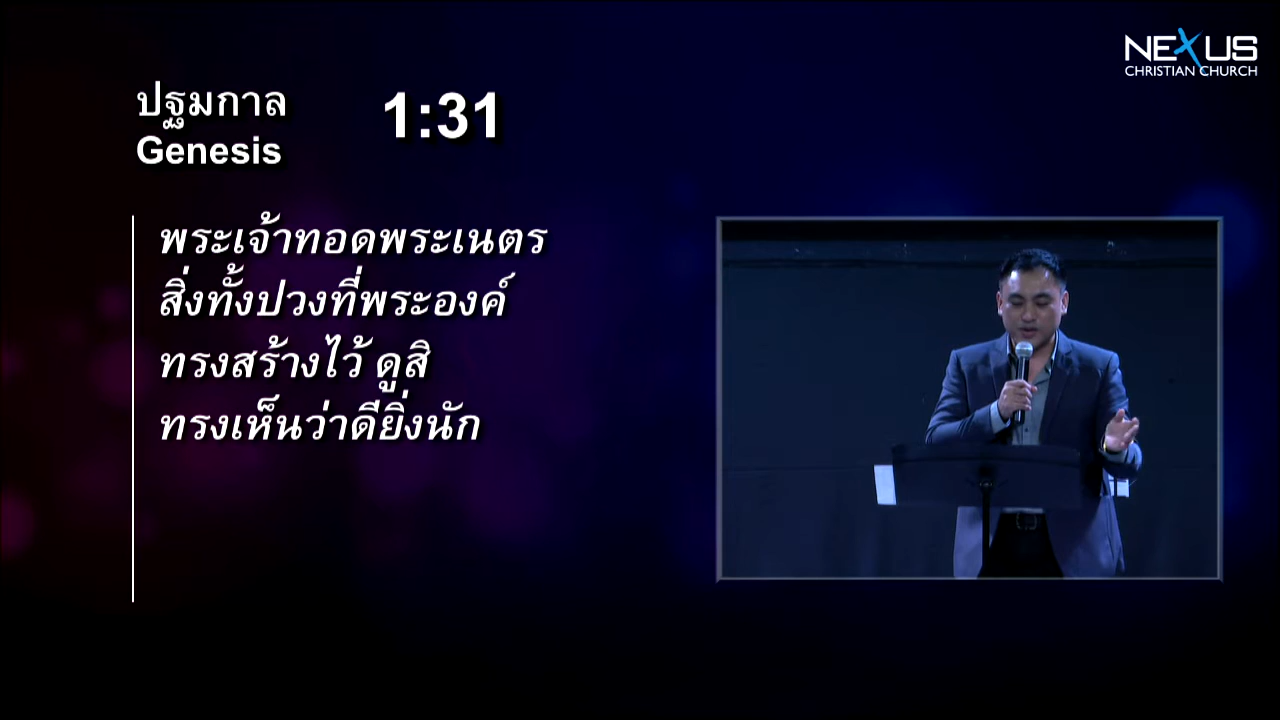 NEXUS
CHRISTIAN CHURCH
ปฐมกาล
Genesis
1:31
พระเจ้าทอดพระเนตร
สิ่งทั้งปวงที่พระองค์
ทรงสร้างไว้ ดูสิ
ทรงเห็นว่าดียิ่งนัก